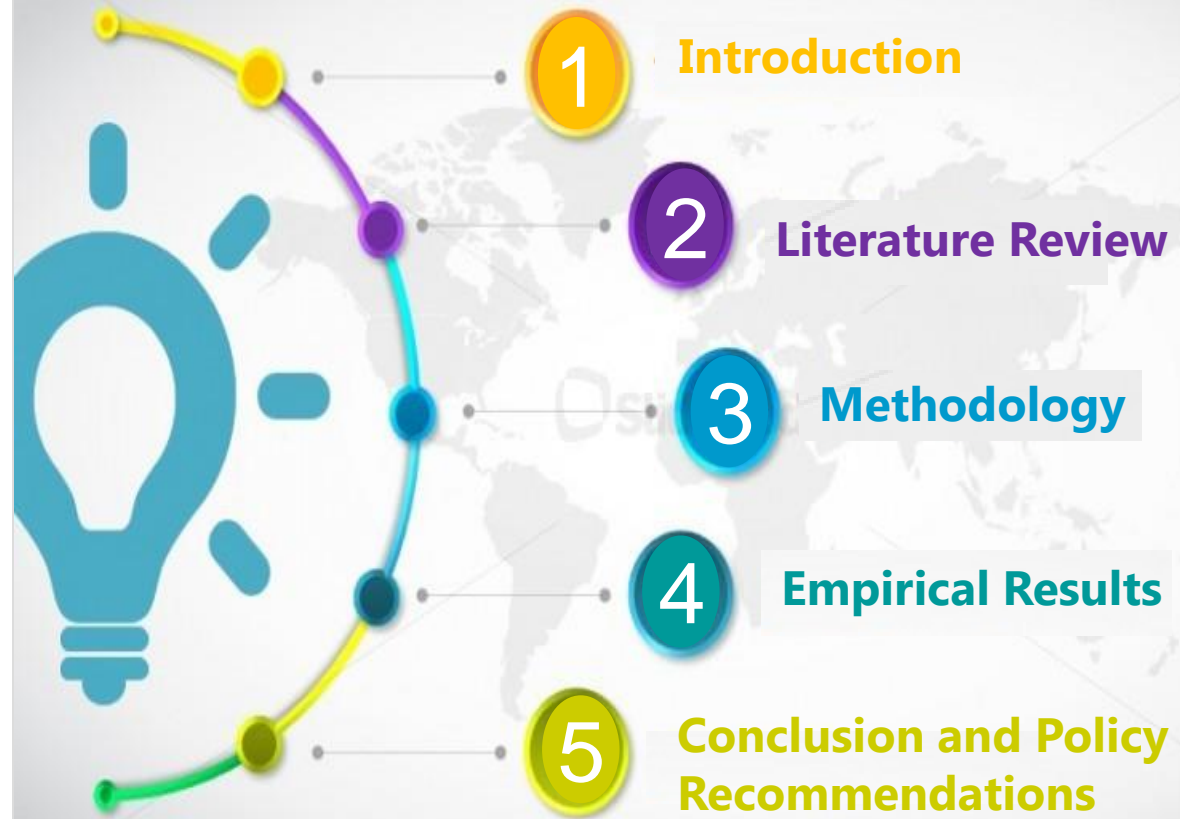 1 Introduction
2 Literature Review
3 Methodology
4 Empirical Results
5 Conclusion and Policy
Recommendations